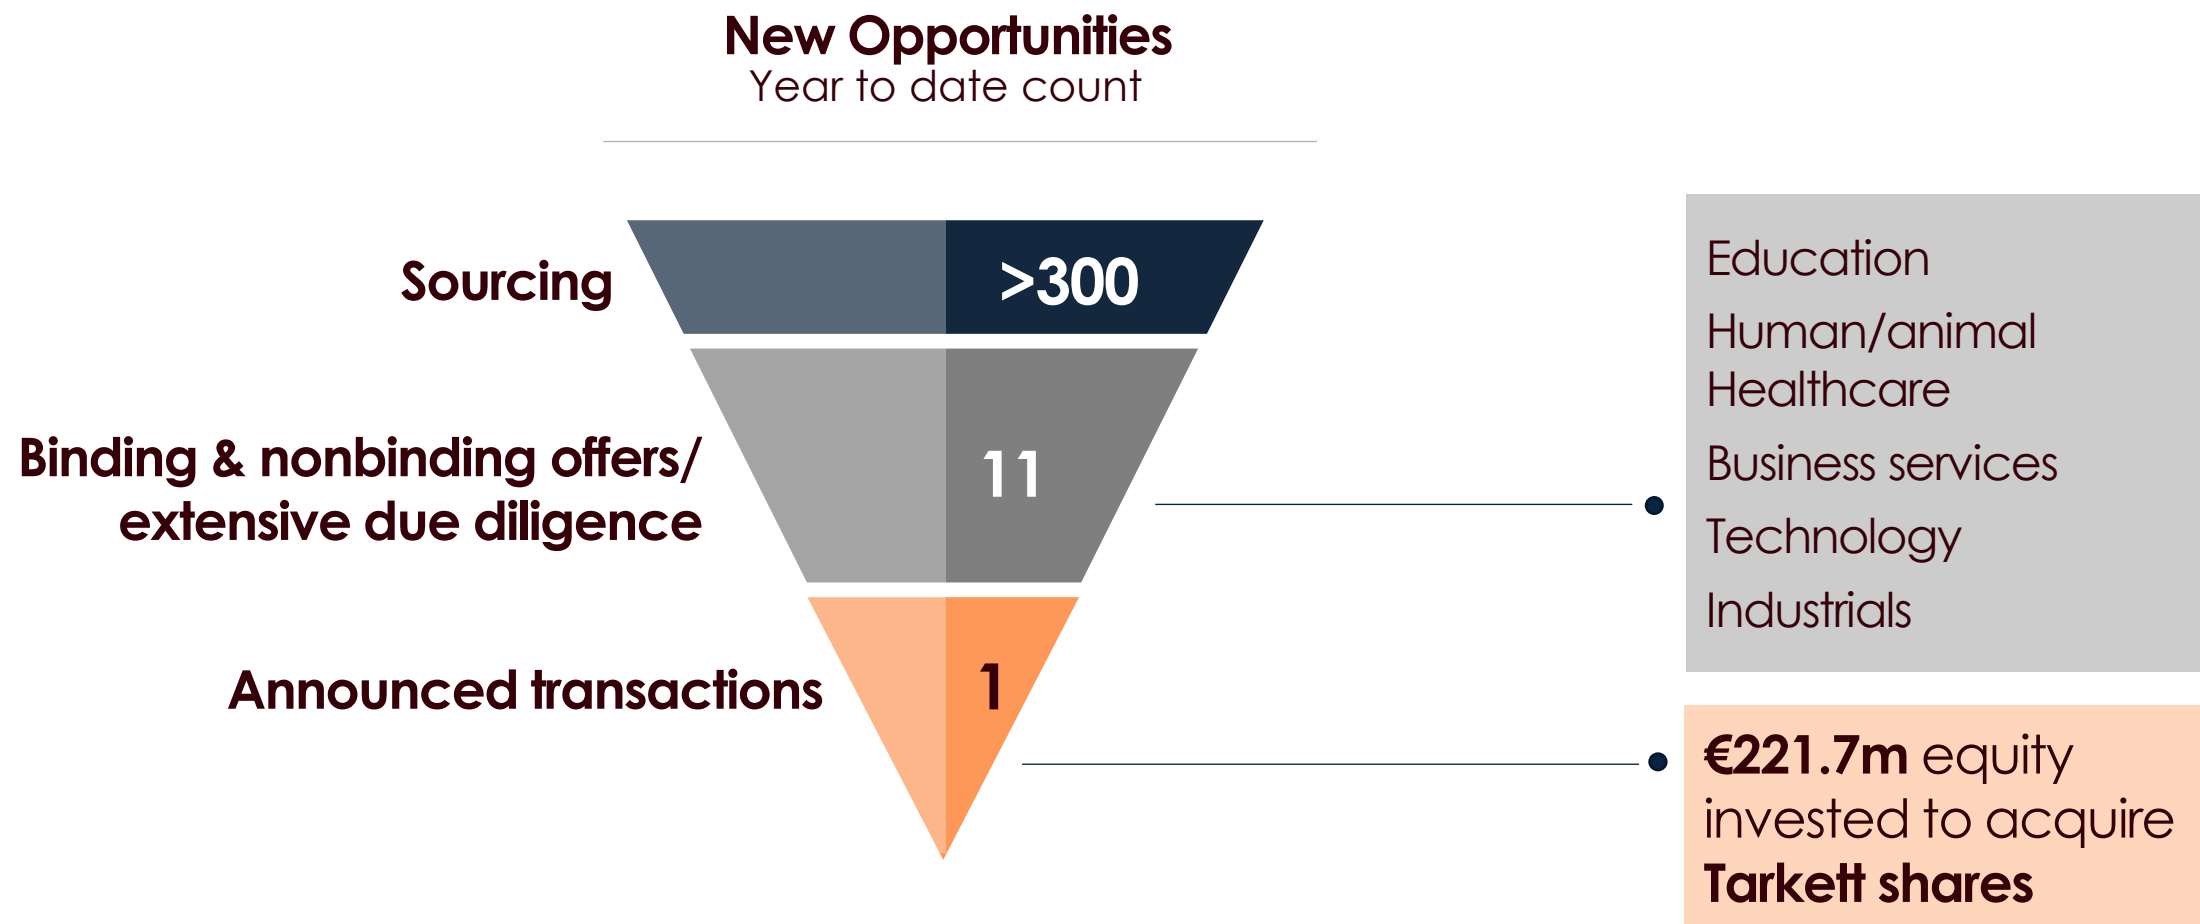 New Opportunities
Year to date count
Sourcing
>300
Binding & nonbinding offers/
extensive due diligence
11
Announced transactions
1
Education
Human/animal
Healthcare
Business services
Technology
Industrials
€221.7m equity
invested to acquire
Tarkett shares